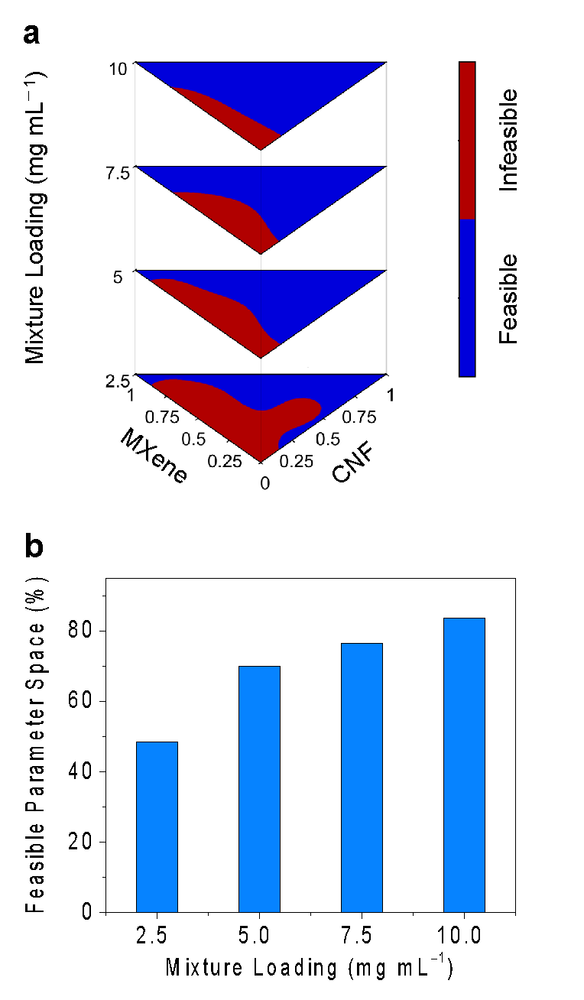 a
Mixture Loading (mg mL⁻¹)
10
7.5
5
2.5
1
0.75
0.5
0.25
0
0.25
0.5
0.75
1
MXene
CNF
Infeasible
Feasible
b
Feasible Parameter Space (%)
80
60
40
20
0
2.5 5.0 7.5 10.0
Mixture Loading (mg mL⁻¹)